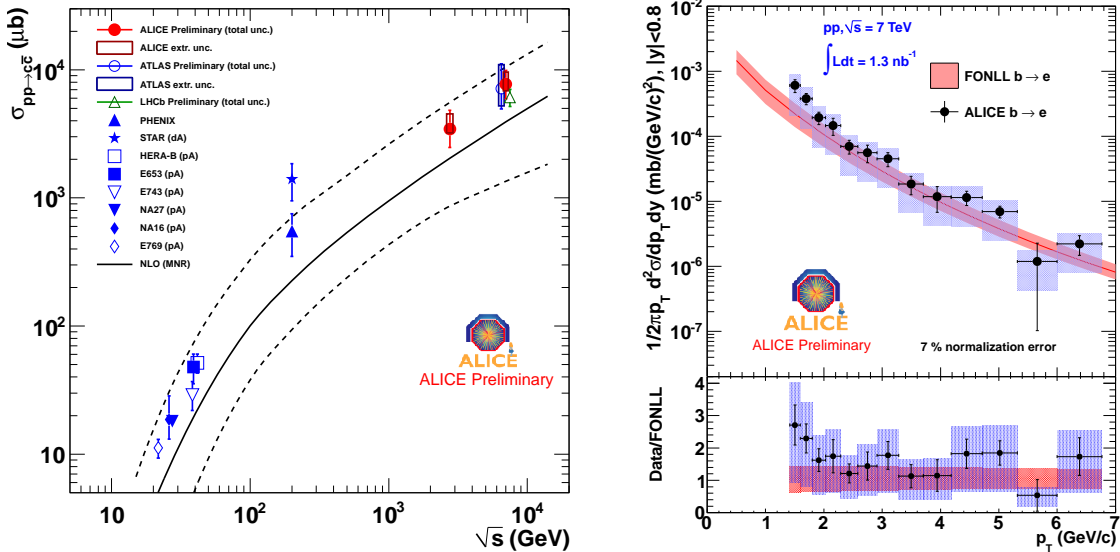 σ_pp→cc̄ (μb)
10^4
10^3
10^2
10
ALICE Preliminary (total unc.)
ALICE extr. unc.
ATLAS Preliminary (total unc.)
ATLAS extr. unc.
LHCb Preliminary (total unc.)
PHENIX
STAR (dA)
HERA-B (pA)
E653 (pA)
E743 (pA)
NA27 (pA)
NA16 (pA)
E769 (pA)
NLO (MNR)
ALICE
ALICE Preliminary
10 10^2 10^3 10^4
√s (GeV)
1/2πp_T d^2σ/dp_Tdy (mb/(GeV/c)^2), |y|<0.8
10^-2
10^-3
10^-4
10^-5
10^-6
10^-7
pp,√s = 7 TeV
∫Ldt = 1.3 nb^-1
FONLL b → e
ALICE b → e
ALICE
ALICE Preliminary
7 % normalization error
Data/FONLL
4
3
2
1
0
0 1 2 3 4 5 6 7
p_T (GeV/c)